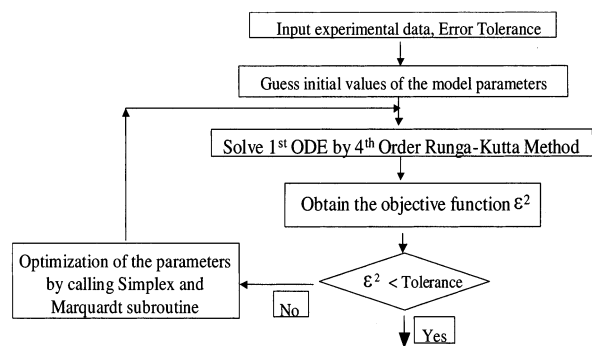 Input experimental data, Error Tolerance
Guess initial values of the model parameters
Solve 1st ODE by 4th Order Runga-Kutta Method
Obtain the objective function ε²
Optimization of the parameters
by calling Simplex and
Marquardt subroutine
ε² < Tolerance
No
Yes